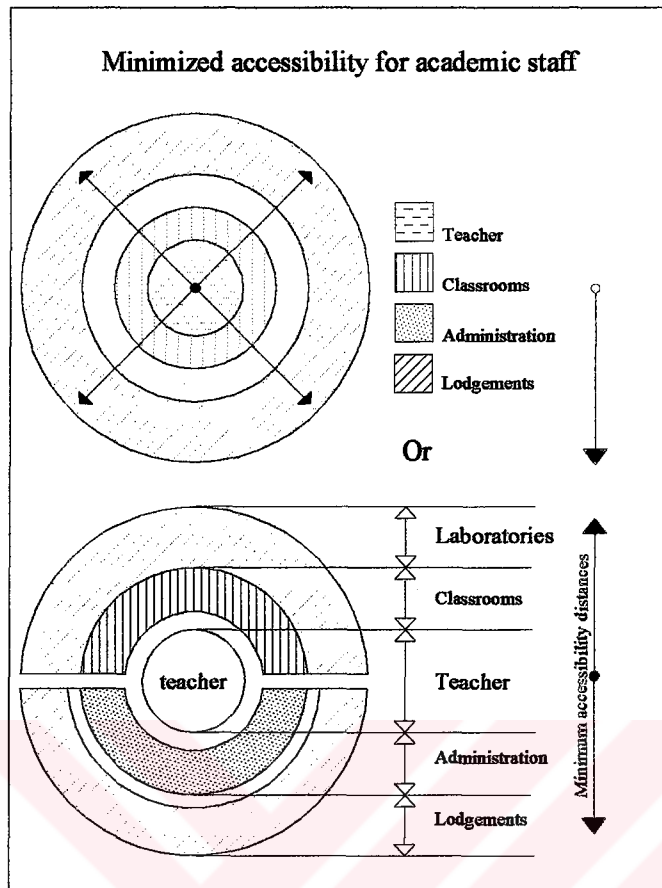 Minimized accessibility for academic staff
Teacher
Classrooms
Administration
Lodgements
Or
Laboratories
Classrooms
teacher
Teacher
Administration
Lodgements
Minimum accessibility distances